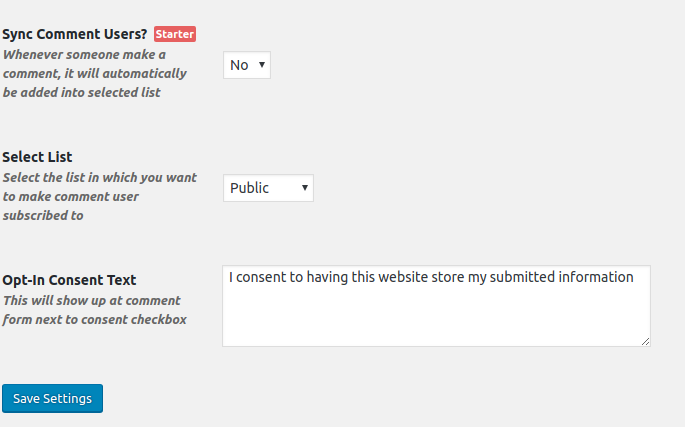 Sync Comment Users? Starter
Whenever someone make a
comment, it will automatically
be added into selected list
No
Select List
Select the list in which you want
to make comment user
subscribed to
Public
Opt-In Consent Text
This will show up at comment
form next to consent checkbox
I consent to having this website store my submitted information
Save Settings